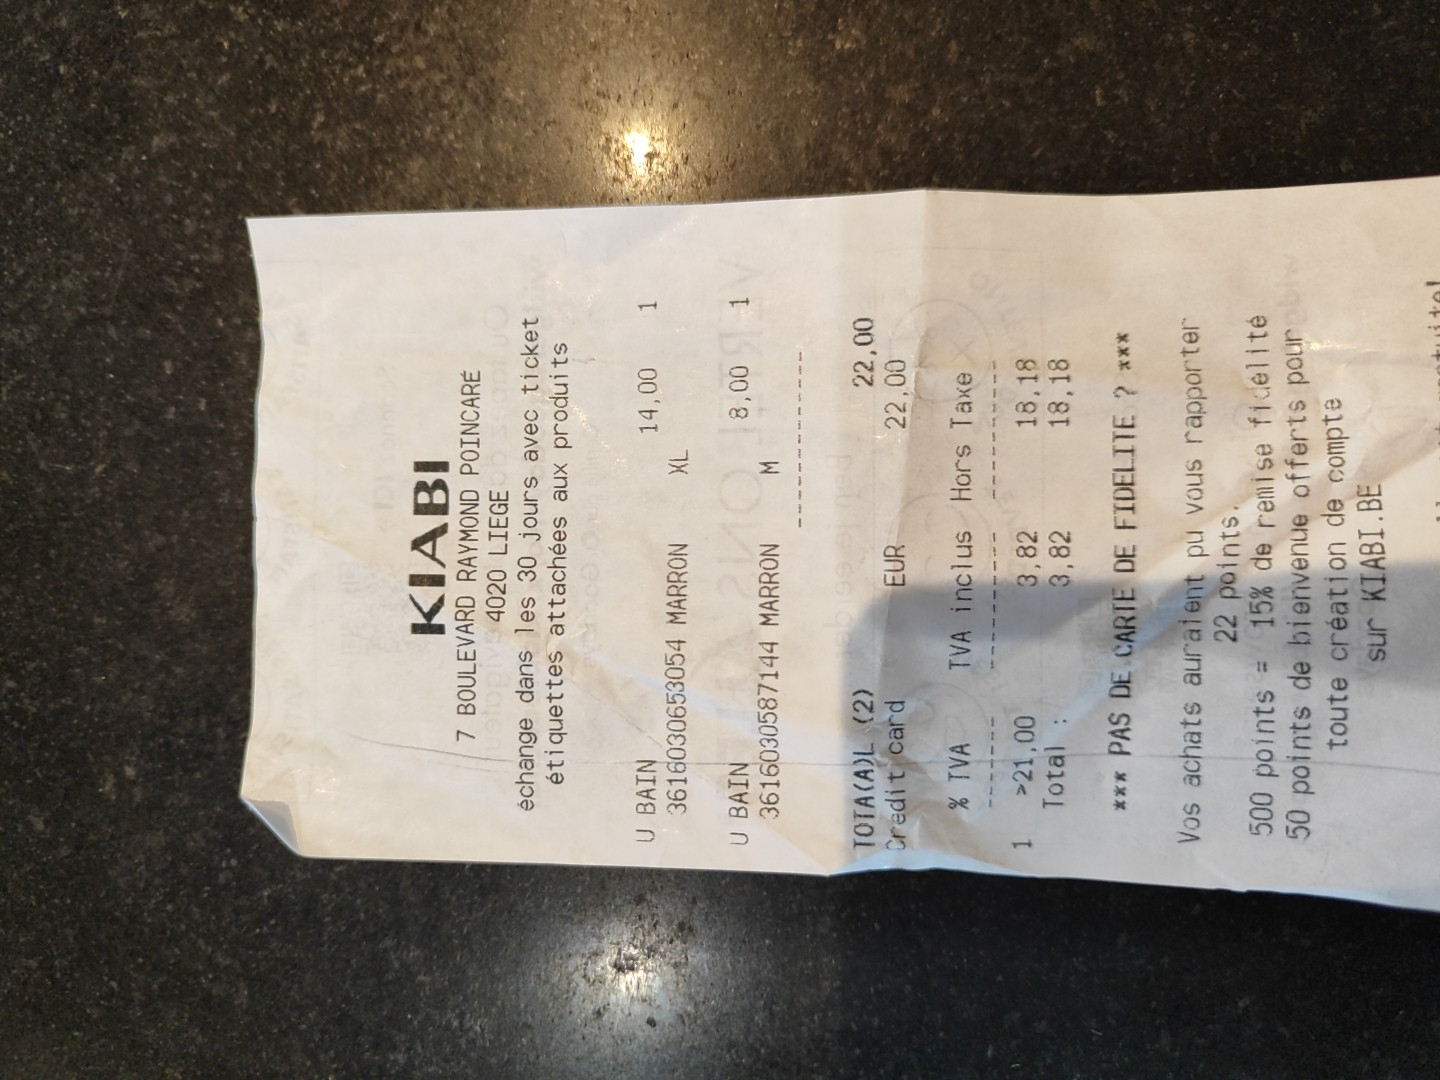 KIABI
7 BOULEVARD RAYMOND POINCARÉ
4020 LIEGE
échange dans les 30 jours avec ticket
étiquettes attachées aux produits
U BAIN 14,00 1
3616030653054 MARRON XL
U BAIN 8,00 1
3616030587144 MARRON M
--------------------
TOTA(A)L (2) 22,00
Credit card EUR 22,00
% TVA TVA inclus Hors Taxe
------- ---------- ----------
1 >21,00 3,82 18,18
Total : 3,82 18,18
*** PAS DE CARTE DE FIDELITE ? ***
Vos achats auraient pu vous rapporter
22 points.
500 points = 15% de remise fidélité
50 points de bienvenue offerts pour
toute création de compte
sur KIABI.BE